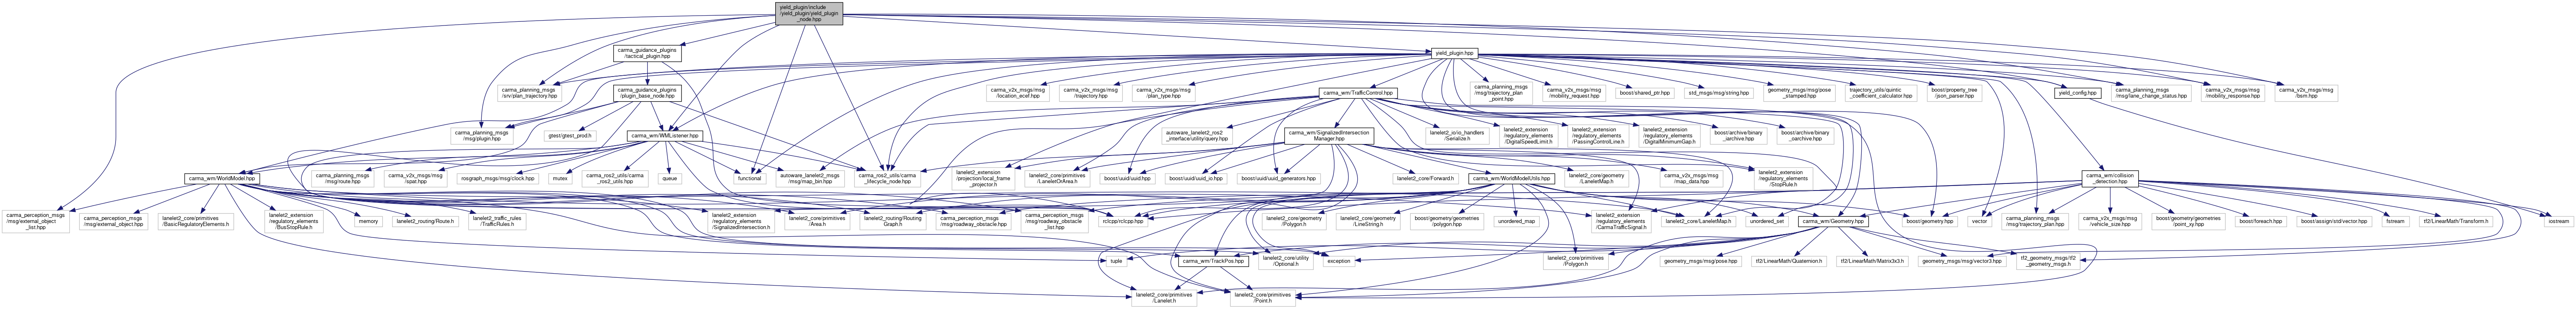 yield_plugin/include
/yield_plugin/yield_plugin
_node.hpp
carma_guidance_plugins
/tactical_plugin.hpp
yield_plugin.hpp
carma_planning_msgs
/srv/plan_trajectory.hpp
carma_guidance_plugins
/plugin_base_node.hpp
carma_v2x_msgs/msg
/location_ecef.hpp
carma_v2x_msgs/msg
/trajectory.hpp
carma_v2x_msgs/msg
/plan_type.hpp
carma_wm/TrafficControl.hpp
carma_planning_msgs
/msg/trajectory_plan
_point.hpp
carma_v2x_msgs/msg
/mobility_request.hpp
boost/shared_ptr.hpp
std_msgs/msg/string.hpp
geometry_msgs/msg/pose
_stamped.hpp
trajectory_utils/quintic
_coefficient_calculator.hpp
boost/property_tree
/json_parser.hpp
yield_config.hpp
carma_planning_msgs
/msg/lane_change_status.hpp
carma_v2x_msgs/msg
/mobility_response.hpp
carma_v2x_msgs/msg
/bsm.hpp
carma_planning_msgs
/msg/plugin.hpp
gtest/gtest_prod.h
carma_wm/WMListener.hpp
autoware_lanelet2_ros2
_interface/utility/query.hpp
carma_wm/SignalizedIntersection
Manager.hpp
lanelet2_io/io_handlers
/Serialize.h
lanelet2_extension
/regulatory_elements
/DigitalSpeedLimit.h
lanelet2_extension
/regulatory_elements
/PassingControlLine.h
lanelet2_extension
/regulatory_elements
/DigitalMinimumGap.h
boost/archive/binary
_iarchive.hpp
boost/archive/binary
_oarchive.hpp
carma_wm/WorldModel.hpp
carma_planning_msgs
/msg/route.hpp
carma_v2x_msgs/msg
/spat.hpp
rosgraph_msgs/msg/clock.hpp
mutex
carma_ros2_utils/carma
_ros2_utils.hpp
queue
functional
autoware_lanelet2_msgs
/msg/map_bin.hpp
carma_ros2_utils/carma
_lifecycle_node.hpp
lanelet2_extension
/projection/local_frame
_projector.h
lanelet2_core/primitives
/LaneletOrArea.h
boost/uuid/uuid.hpp
boost/uuid/uuid_io.hpp
boost/uuid/uuid_generators.hpp
lanelet2_core/Forward.h
carma_wm/WorldModelUtils.hpp
lanelet2_core/geometry
/LaneletMap.h
carma_v2x_msgs/msg
/map_data.hpp
lanelet2_extension
/regulatory_elements
/StopRule.h
carma_wm/collision
_detection.hpp
carma_perception_msgs
/msg/external_object
_list.hpp
carma_perception_msgs
/msg/external_object.hpp
lanelet2_core/primitives
/BasicRegulatoryElements.h
lanelet2_extension
/regulatory_elements
/BusStopRule.h
memory
lanelet2_routing/Route.h
lanelet2_traffic_rules
/TrafficRules.h
lanelet2_extension
/regulatory_elements
/SignalizedIntersection.h
lanelet2_core/primitives
/Area.h
lanelet2_routing/Routing
Graph.h
carma_perception_msgs
/msg/roadway_obstacle.hpp
carma_perception_msgs
/msg/roadway_obstacle
_list.hpp
rclcpp/rclcpp.hpp
lanelet2_core/geometry
/Polygon.h
lanelet2_core/geometry
/LineString.h
boost/geometry/geometries
/polygon.hpp
unordered_map
lanelet2_extension
/regulatory_elements
/CarmaTrafficSignal.h
lanelet2_core/LaneletMap.h
unordered_set
carma_wm/Geometry.hpp
boost/geometry.hpp
vector
carma_planning_msgs
/msg/trajectory_plan.hpp
carma_v2x_msgs/msg
/vehicle_size.hpp
boost/geometry/geometries
/point_xy.hpp
boost/foreach.hpp
boost/assign/std/vector.hpp
fstream
tf2/LinearMath/Transform.h
iostream
tuple
carma_wm/TrackPos.hpp
lanelet2_core/utility
/Optional.h
exception
lanelet2_core/primitives
/Polygon.h
geometry_msgs/msg/pose.hpp
tf2/LinearMath/Quaternion.h
tf2/LinearMath/Matrix3x3.h
geometry_msgs/msg/vector3.hpp
tf2_geometry_msgs/tf2
_geometry_msgs.h
lanelet2_core/primitives
/Lanelet.h
lanelet2_core/primitives
/Point.h